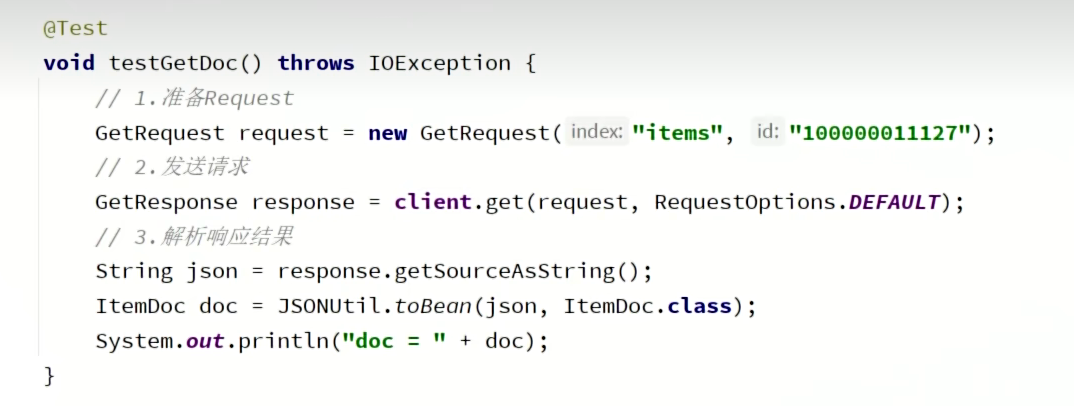 @Test
void testGetDoc() throws IOException {
// 1.准备Request
GetRequest request = new GetRequest( index: "items", id: "100000011127");
// 2.发送请求
GetResponse response = client.get(request, RequestOptions.DEFAULT);
// 3.解析响应结果
String json = response.getSourceAsString();
ItemDoc doc = JSONUtil.toBean(json, ItemDoc.class);
System.out.println("doc = " + doc);
}